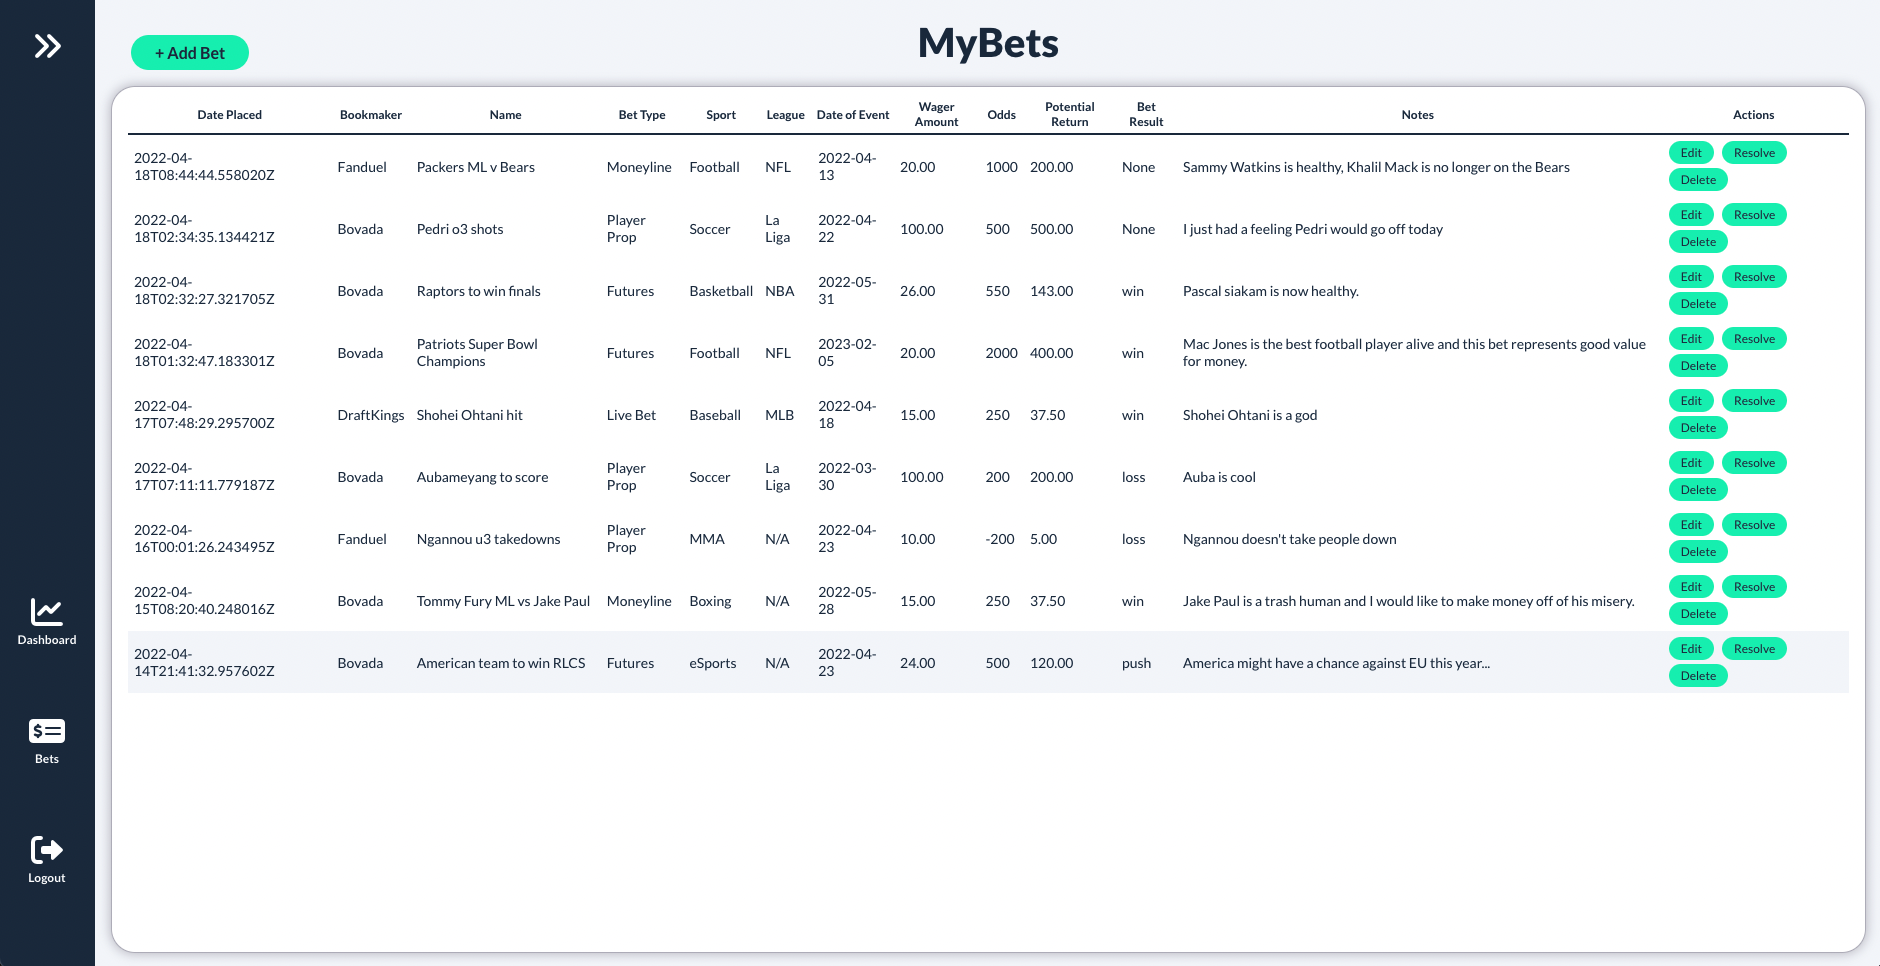 MyBets
+ Add Bet
Date Placed Bookmaker Name Bet Type Sport League Date of Event Wager Amount Odds Potential Return Bet Result Notes Actions
2022-04-18T08:44:44.558020Z Fanduel Packers ML v Bears Moneyline Football NFL 2022-04-13 20.00 1000 200.00 None Sammy Watkins is healthy, Khalil Mack is no longer on the Bears Edit Resolve Delete
2022-04-18T02:34:35.134421Z Bovada Pedri o3 shots Player Prop Soccer La Liga 2022-04-22 100.00 500 500.00 None I just had a feeling Pedri would go off today Edit Resolve Delete
2022-04-18T02:32:27.321705Z Bovada Raptors to win finals Futures Basketball NBA 2022-05-31 26.00 550 143.00 win Pascal siakam is now healthy. Edit Resolve Delete
2022-04-18T01:32:47.183301Z Bovada Patriots Super Bowl Champions Futures Football NFL 2023-02-05 20.00 2000 400.00 win Mac Jones is the best football player alive and this bet represents good value for money. Edit Resolve Delete
2022-04-17T07:48:29.295700Z DraftKings Shohei Ohtani hit Live Bet Baseball MLB 2022-04-18 15.00 250 37.50 win Shohei Ohtani is a god Edit Resolve Delete
2022-04-17T07:11:11.779187Z Bovada Aubameyang to score Player Prop Soccer La Liga 2022-03-30 100.00 200 200.00 loss Auba is cool Edit Resolve Delete
2022-04-16T00:01:26.243495Z Fanduel Ngannou u3 takedowns Player Prop MMA N/A 2022-04-23 10.00 -200 5.00 loss Ngannou doesn't take people down Edit Resolve Delete
2022-04-15T08:20:40.248016Z Bovada Tommy Fury ML vs Jake Paul Moneyline Boxing N/A 2022-05-28 15.00 250 37.50 win Jake Paul is a trash human and I would like to make money off of his misery. Edit Resolve Delete
2022-04-14T21:41:32.957602Z Bovada American team to win RLCS Futures eSports N/A 2022-04-23 24.00 500 120.00 push America might have a chance against EU this year... Edit Resolve Delete
Dashboard
Bets
Logout